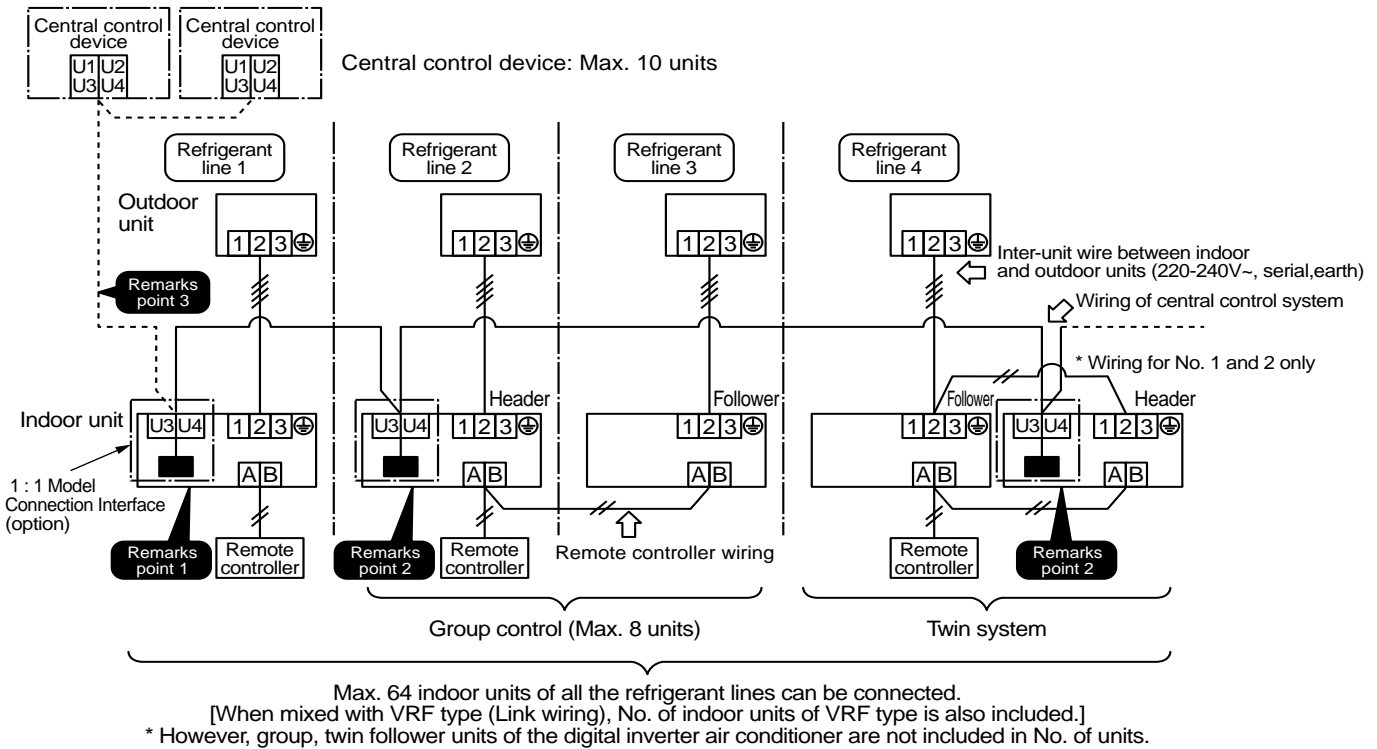 Central control
device
U1 U2
U3 U4
Central control
device
U1 U2
U3 U4
Central control device: Max. 10 units
Refrigerant
line 1
Refrigerant
line 2
Refrigerant
line 3
Refrigerant
line 4
Outdoor
unit
1 2 3
1 2 3
1 2 3
1 2 3
Inter-unit wire between indoor
and outdoor units (220-240V~, serial,earth)
Remarks
point 3
Wiring of central control system
* Wiring for No. 1 and 2 only
Indoor unit
Header
Follower
Follower
Header
U3 U4
1 2 3
U3 U4
1 2 3
1 2 3
1 2 3
U3 U4
1 2 3
A B
A B
A B
A B
A B
1 : 1 Model
Connection Interface
(option)
Remarks
point 1
Remote
controller
Remarks
point 2
Remote
controller
Remote controller wiring
Remote
controller
Remarks
point 2
Group control (Max. 8 units)
Twin system
Max. 64 indoor units of all the refrigerant lines can be connected.
[When mixed with VRF type (Link wiring), No. of indoor units of VRF type is also included.]
* However, group, twin follower units of the digital inverter air conditioner are not included in No. of units.